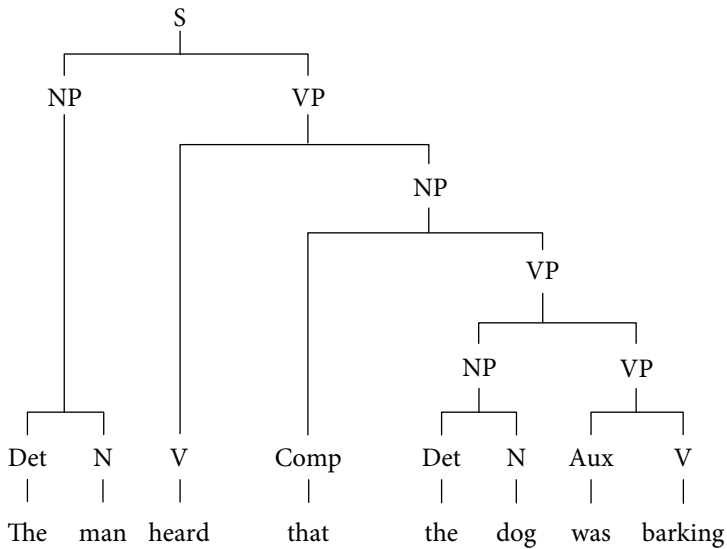 S
NP VP
NP
VP
NP VP
Det N V Comp Det N Aux V
The man heard that the dog was barking